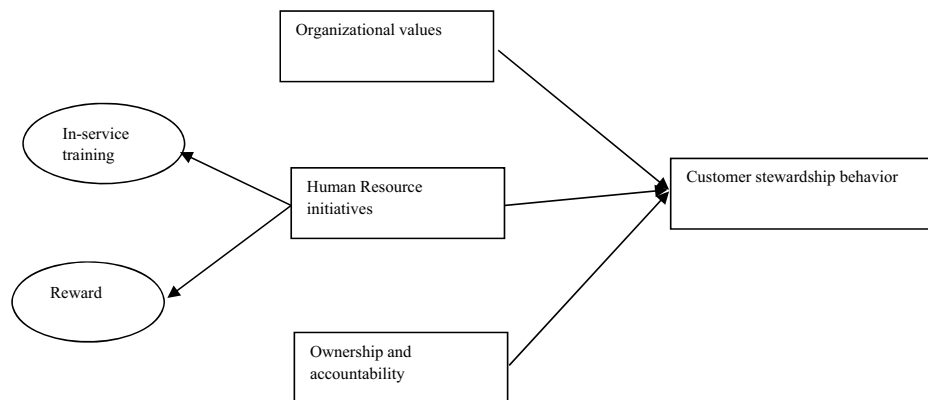 Organizational values
In-service
training
Human Resource
initiatives
Customer stewardship behavior
Reward
Ownership and
accountability